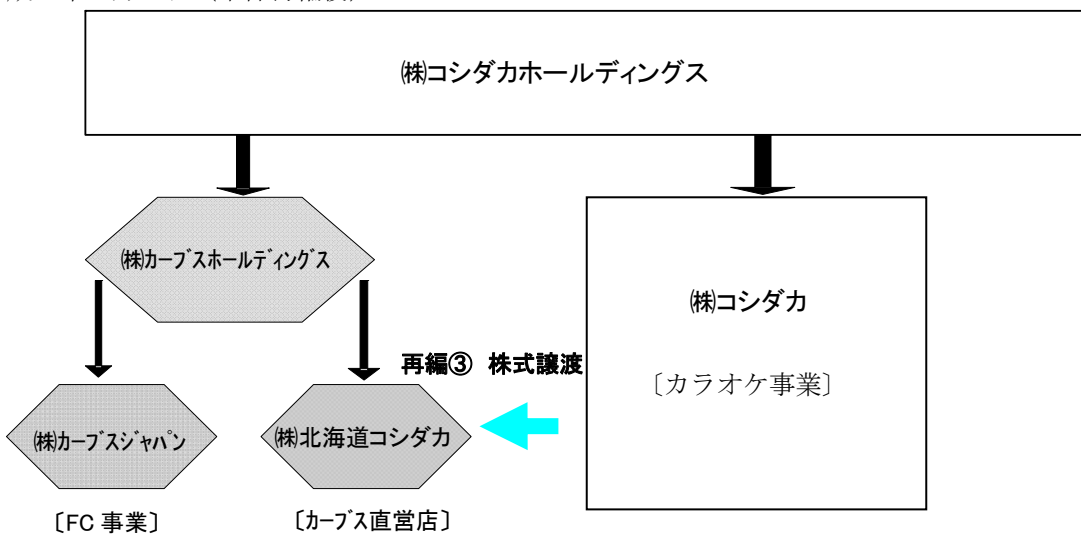 ㈱コシダカホールディングス
㈱カーブスホールディングス
㈱コシダカ
再編③ 株式譲渡
〔カラオケ事業〕
㈱カーブスジャパン
㈱北海道コシダカ
〔FC 事業〕
〔カーブス直営店〕